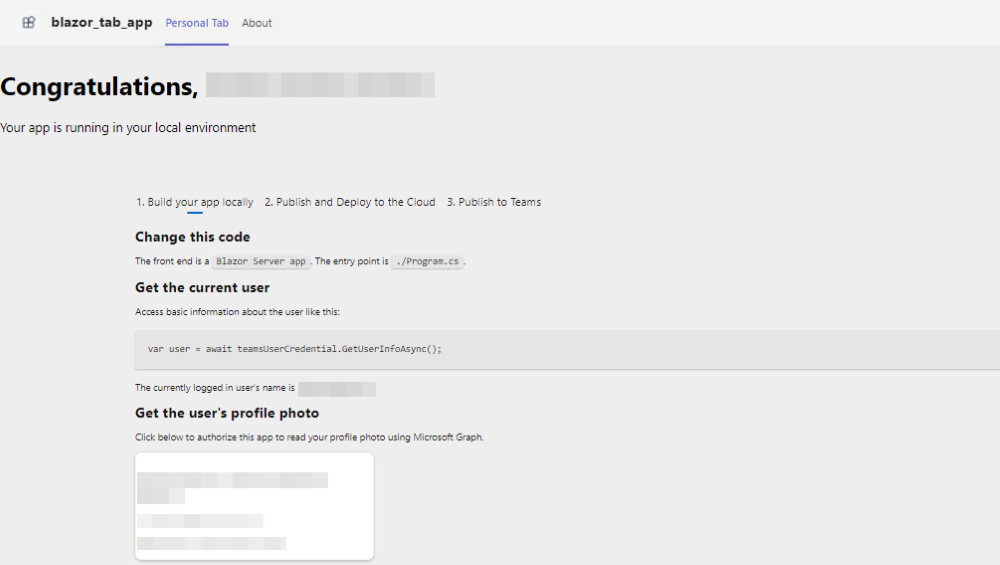 blazor_tab_app Personal Tab About
Congratulations,
Your app is running in your local environment
1. Build your app locally 2. Publish and Deploy to the Cloud 3. Publish to Teams
Change this code
The front end is a Blazor Server app. The entry point is ./Program.cs.
Get the current user
Access basic information about the user like this:
var user = await teamsUserCredential.GetUserInfoAsync();
The currently logged in user's name is
Get the user's profile photo
Click below to authorize this app to read your profile photo using Microsoft Graph.